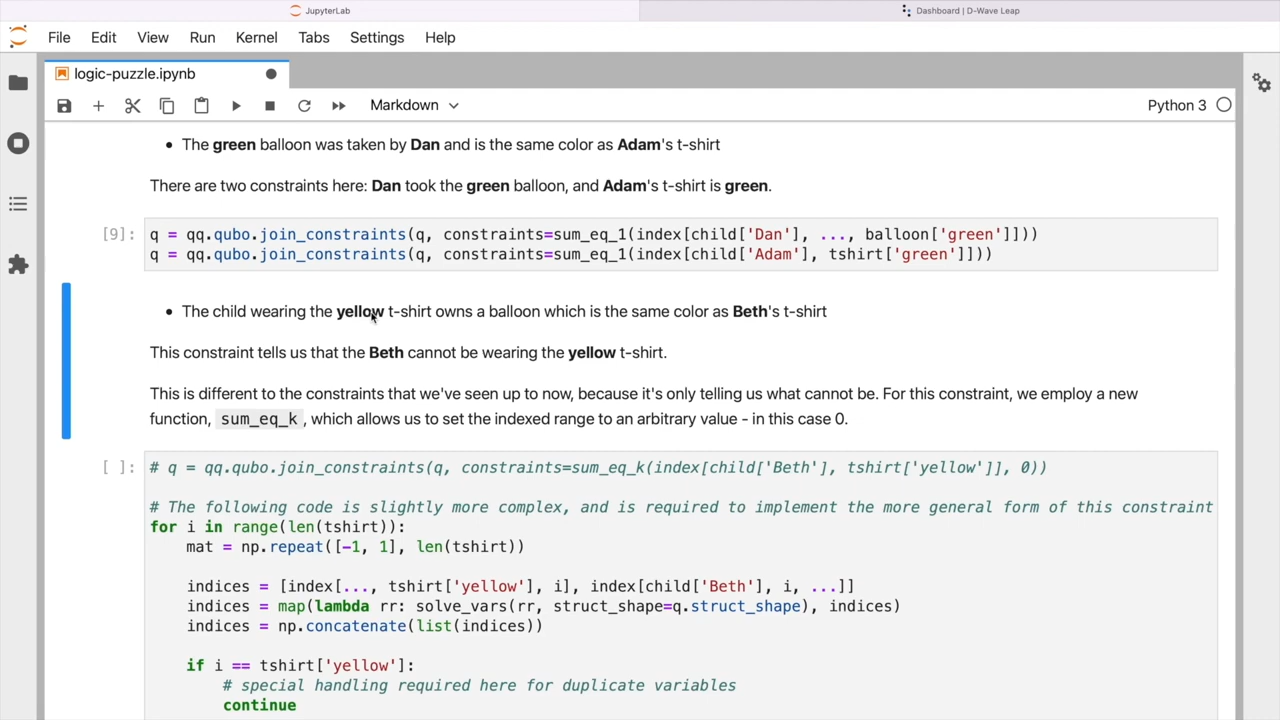 JupyterLab
Dashboard | D-Wave Leap
File Edit View Run Kernel Tabs Settings Help
logic-puzzle.ipynb
Markdown
Python 3
• The green balloon was taken by Dan and is the same color as Adam's t-shirt
There are two constraints here: Dan took the green balloon, and Adam's t-shirt is green.
[9]:
q = qq.qubo.join_constraints(q, constraints=sum_eq_1(index[child['Dan'], ..., balloon['green']]))
q = qq.qubo.join_constraints(q, constraints=sum_eq_1(index[child['Adam'], tshirt['green']]))
• The child wearing the yellow t-shirt owns a balloon which is the same color as Beth's t-shirt
This constraint tells us that the Beth cannot be wearing the yellow t-shirt.
This is different to the constraints that we've seen up to now, because it's only telling us what cannot be. For this constraint, we employ a new
function, sum_eq_k, which allows us to set the indexed range to an arbitrary value - in this case 0.
[ ]:
# q = qq.qubo.join_constraints(q, constraints=sum_eq_k(index[child['Beth'], tshirt['yellow']], 0))
# The following code is slightly more complex, and is required to implement the more general form of this constraint
for i in range(len(tshirt)):
    mat = np.repeat([-1, 1], len(tshirt))
    indices = [index[..., tshirt['yellow'], i], index[child['Beth'], i, ...]]
    indices = map(lambda rr: solve_vars(rr, struct_shape=q.struct_shape), indices)
    indices = np.concatenate(list(indices))
    if i == tshirt['yellow']:
        # special handling required here for duplicate variables
        continue